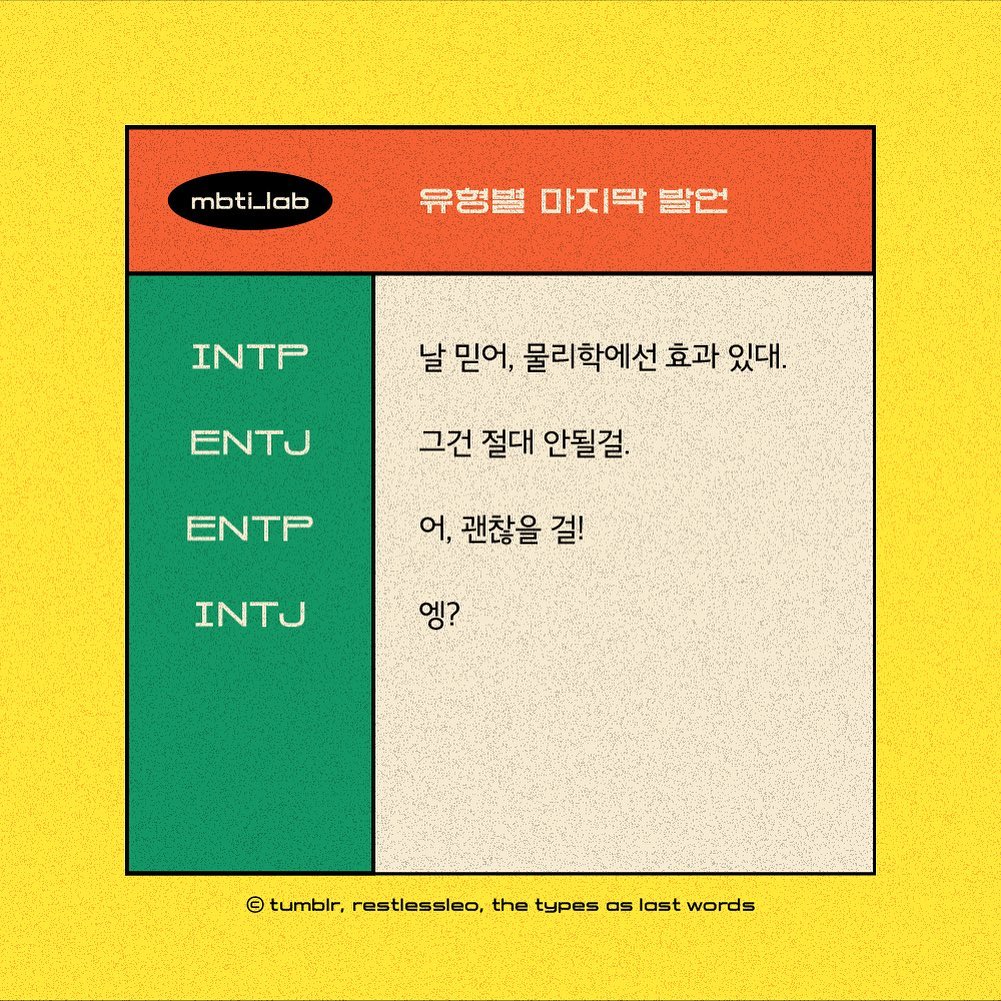 mbti_lab
유형별 마지막 발언
INTP 날 믿어, 물리학에선 효과 있대.
ENTJ 그건 절대 안될걸.
ENTP 어, 괜찮을 걸!
INTJ 엥?
© tumblr, restlessleo, the types as last words